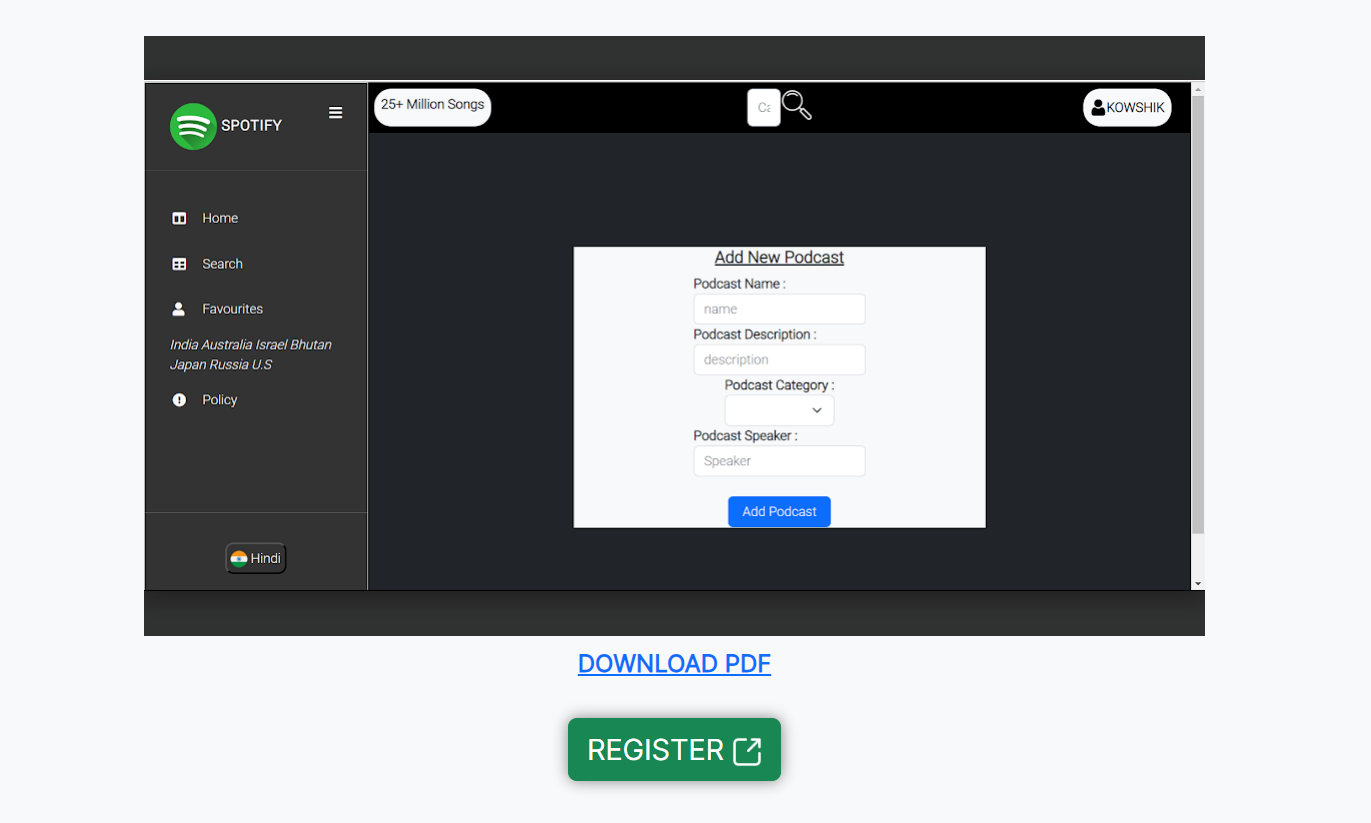 SPOTIFY
25+ Million Songs
KOWSHIK
Home
Search
Favourites
India Australia Israel Bhutan
Japan Russia U.S
Policy
Hindi
Add New Podcast
Podcast Name :
name
Podcast Description :
description
Podcast Category :
Podcast Speaker :
Speaker
Add Podcast
DOWNLOAD PDF
REGISTER